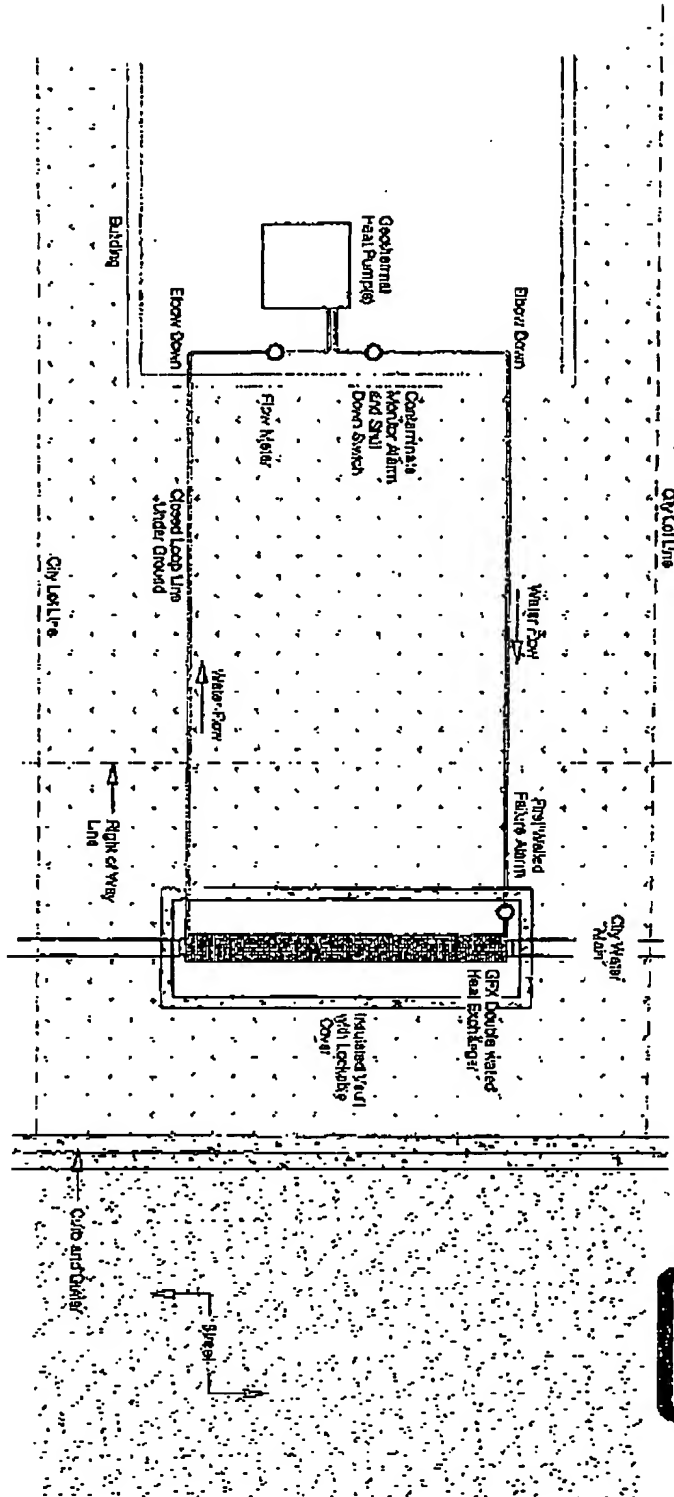 City Lot Line
Elbow Down
Geothermal
Heat Pump(s)
Building
Elbow Down
Contaminate
Monitor Alarm
and Shut
Down Switch
Flow Meter
Closed Loop Line
Under Ground
City Lot Line
Water Flow
Water Flow
First Walled
Failure Alarm
Right of Way
Line
City Water
Main
GFX Double Walled
Heat Exchanger
Insulated Vault
with Lockable
Cover
Curb and Gutter
Street